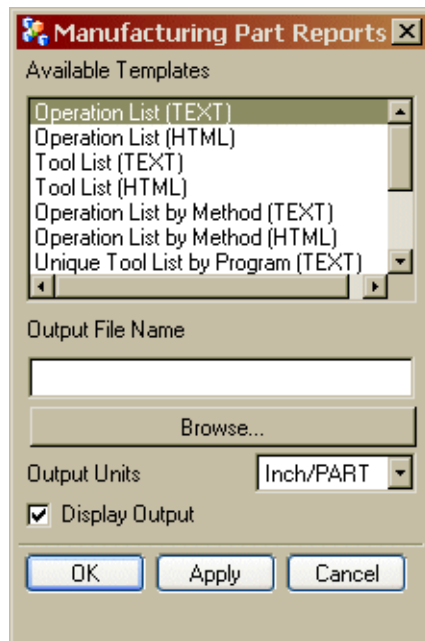 Manufacturing Part Reports
Available Templates
Operation List (TEXT)
Operation List (HTML)
Tool List (TEXT)
Tool List (HTML)
Operation List by Method (TEXT)
Operation List by Method (HTML)
Unique Tool List by Program (TEXT)
Output File Name
Browse...
Output Units Inch/PART
Display Output
OK Apply Cancel